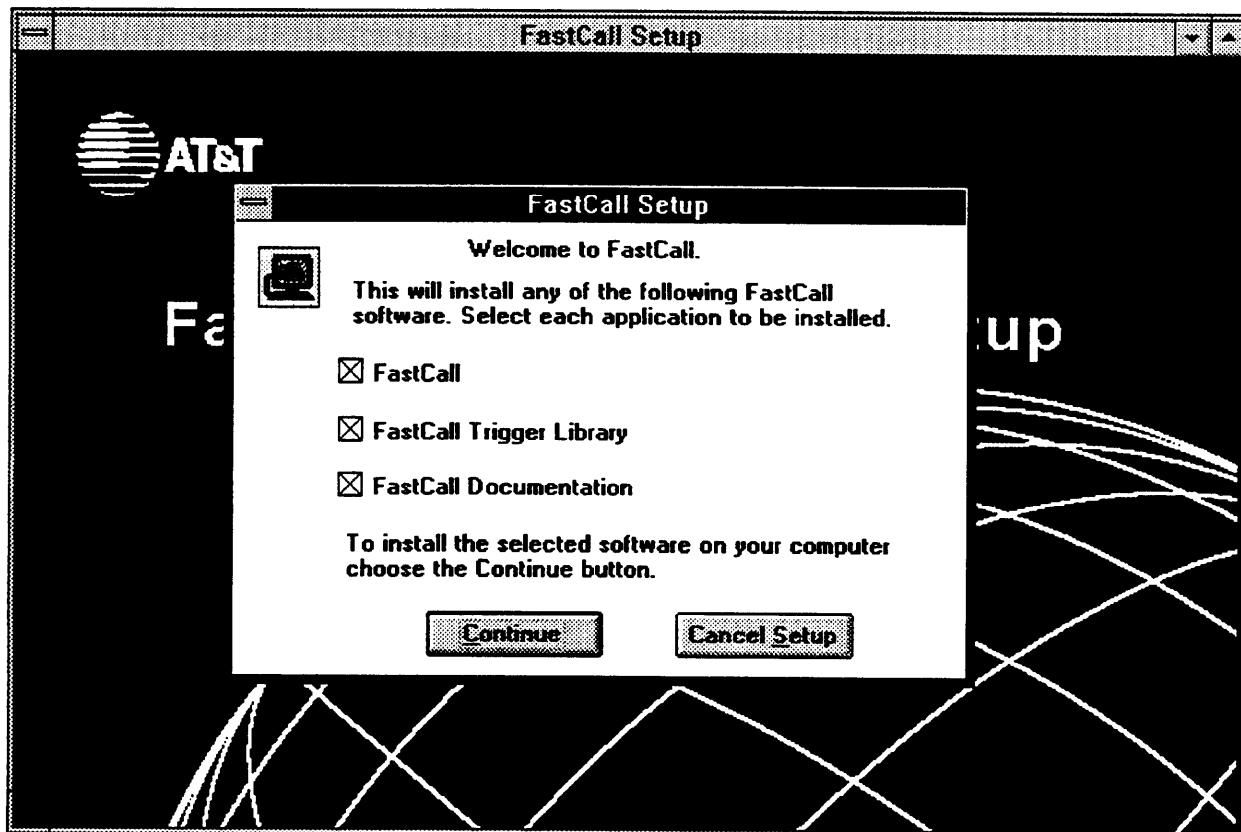 FastCall Setup
AT&T
FastCall Setup
Welcome to FastCall.
This will install any of the following FastCall
software. Select each application to be installed.
Fa up
FastCall
FastCall Trigger Library
FastCall Documentation
To install the selected software on your computer
choose the Continue button.
Continue Cancel Setup